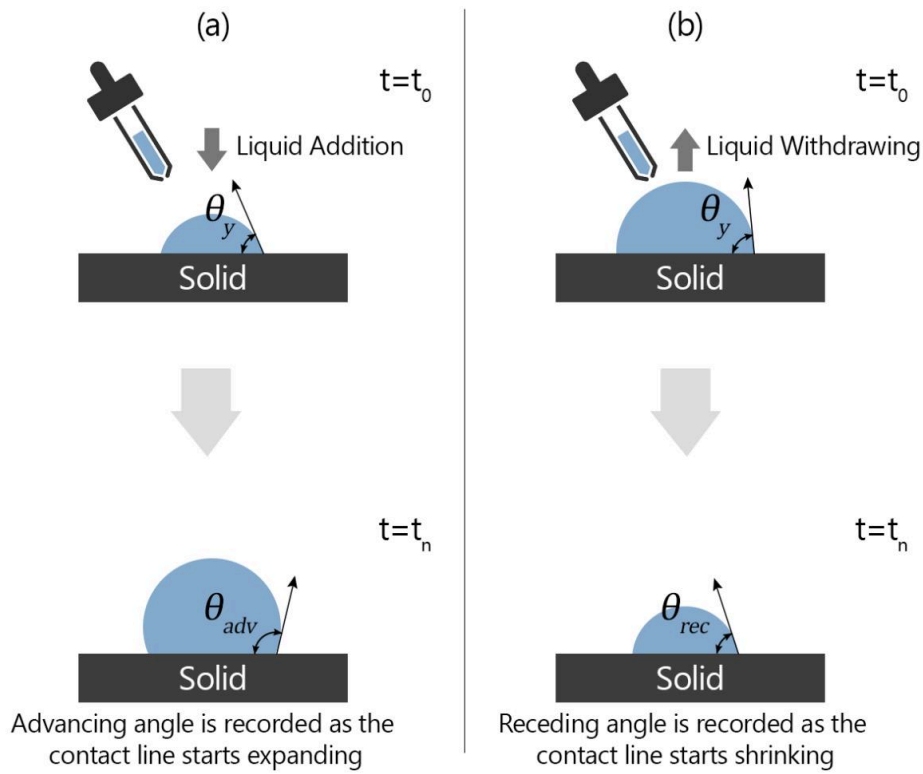 (a)
t=t0
Liquid Addition
θy
Solid
t=tn
θadv
Solid
Advancing angle is recorded as the
contact line starts expanding
(b)
t=t0
Liquid Withdrawing
θy
Solid
t=tn
θrec
Solid
Receding angle is recorded as the
contact line starts shrinking